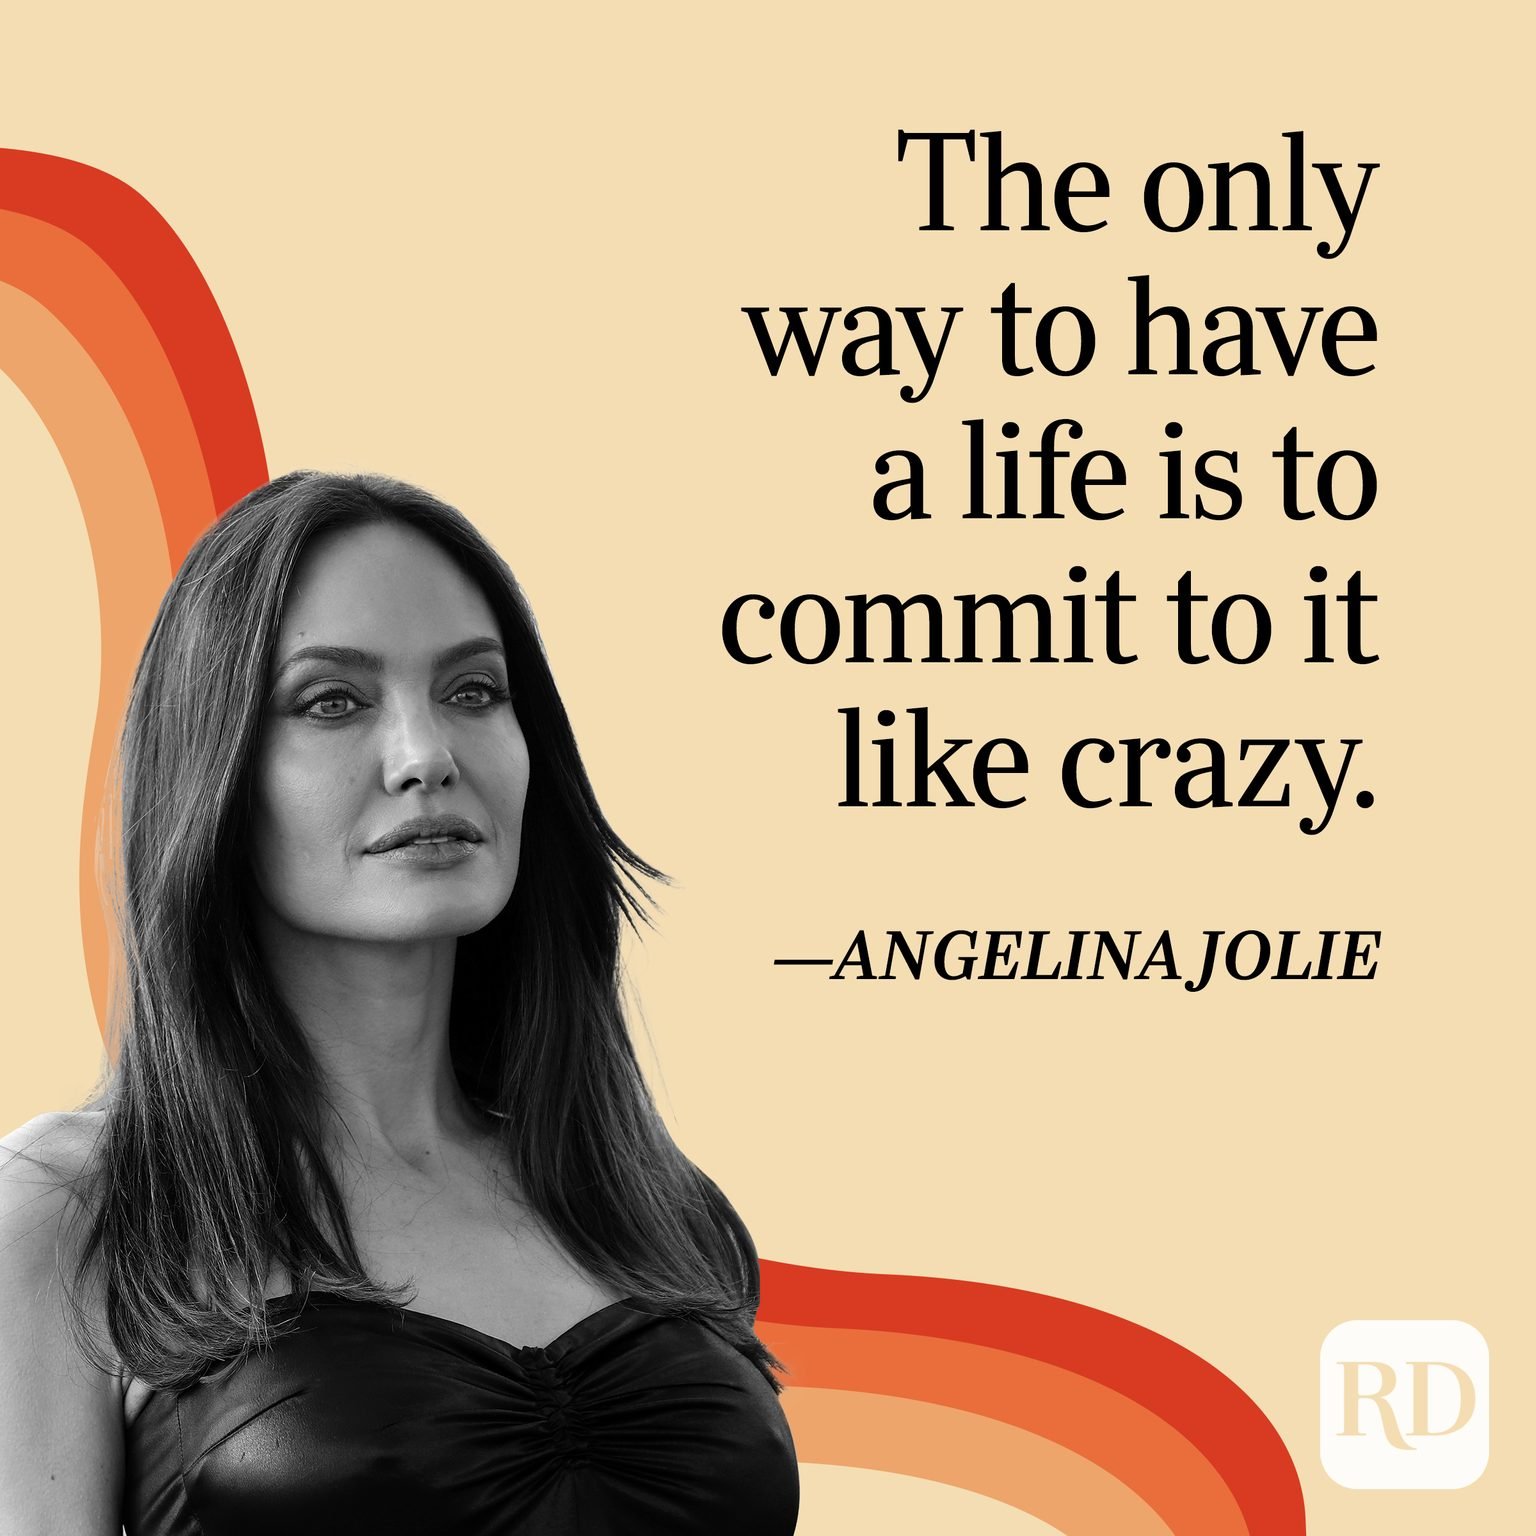 The only
way to have
a life is to
commit to it
like crazy.
—ANGELINA JOLIE
RD